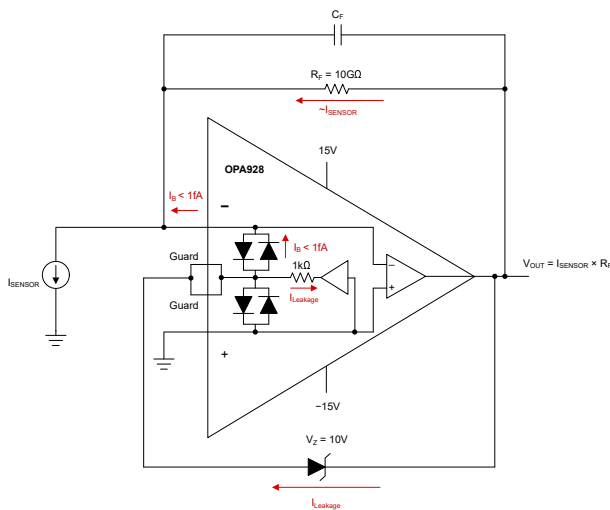 CF
RF = 10GΩ
~ISENSOR
15V
OPA928
IB < 1fA
–
IB < 1fA
Guard
1kΩ
–
VOUT = ISENSOR × RF
ISENSOR
+
Guard
ILeakage
+
–15V
VZ = 10V
ILeakage